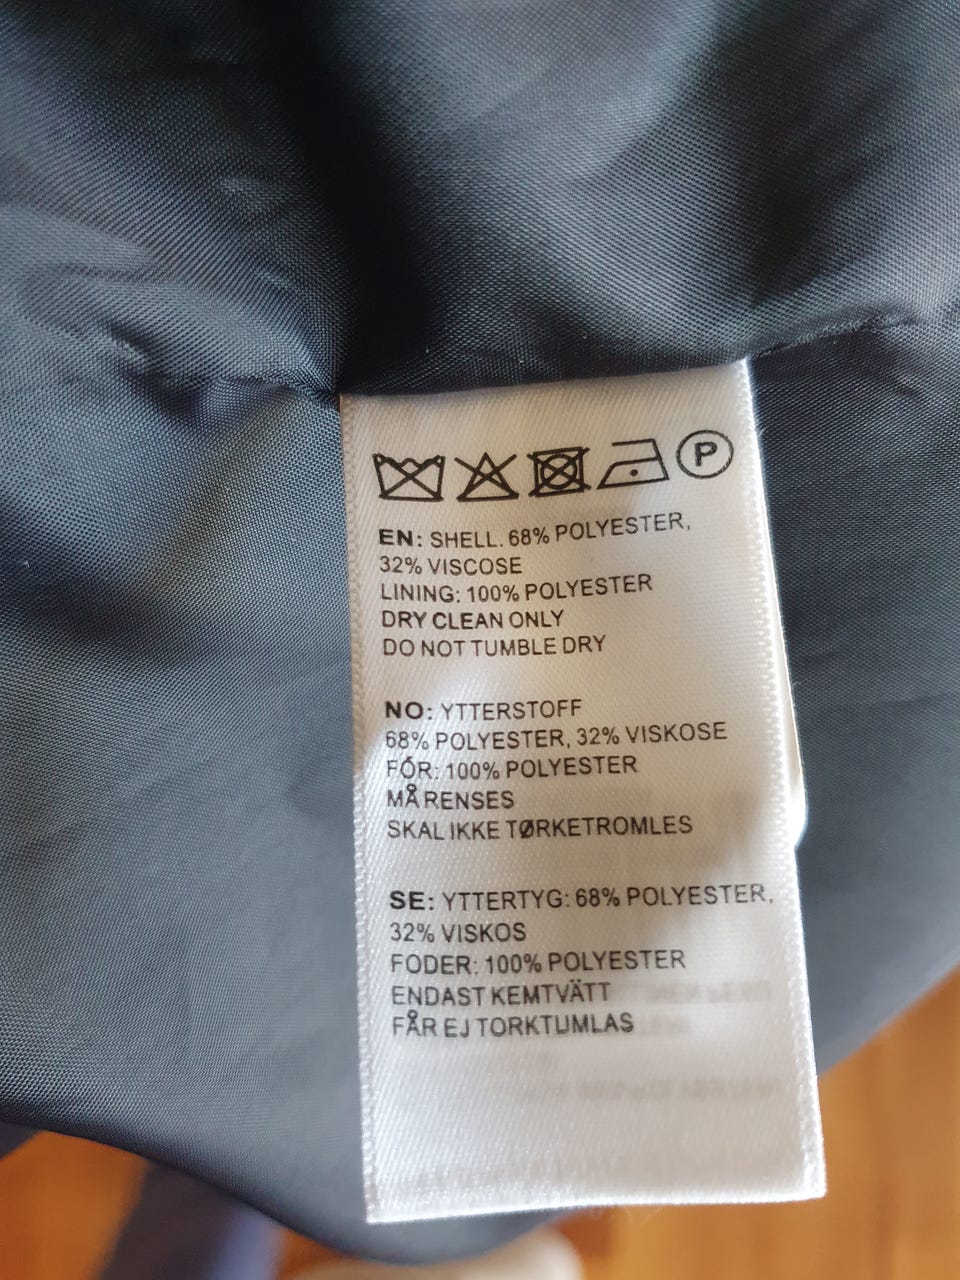 P
EN: SHELL. 68% POLYESTER,
32% VISCOSE
LINING: 100% POLYESTER
DRY CLEAN ONLY
DO NOT TUMBLE DRY
NO: YTTERSTOFF
68% POLYESTER, 32% VISKOSE
FÓR: 100% POLYESTER
MÅ RENSES
SKAL IKKE TØRKETROMLES
SE: YTTERTYG: 68% POLYESTER,
32% VISKOS
FODER: 100% POLYESTER
ENDAST KEMTVÄTT
FÅR EJ TORKTUMLAS